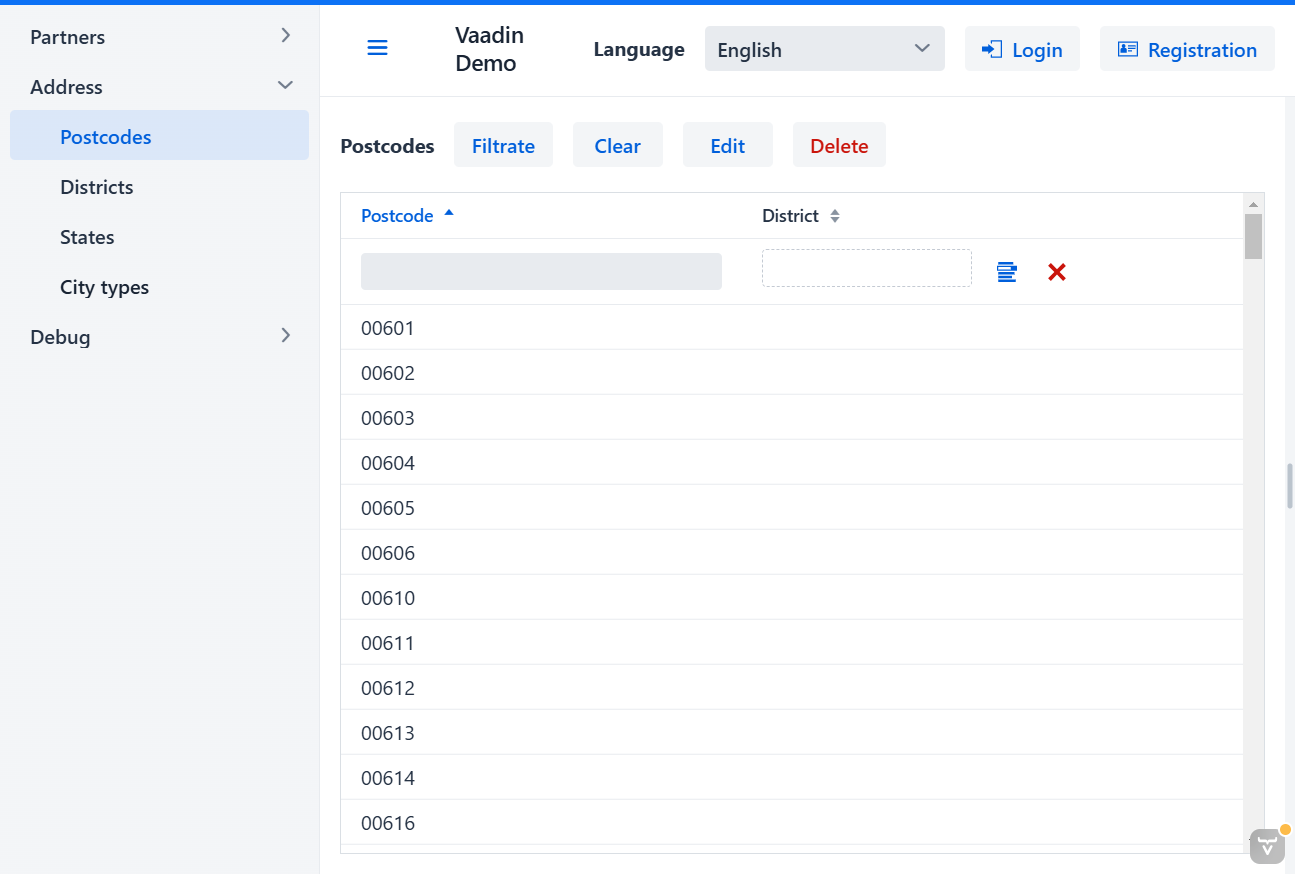 Partners
Address
Postcodes
Districts
States
City types
Debug
Vaadin
Demo
Language
English
Login
Registration
Postcodes
Filtrate
Clear
Edit
Delete
Postcode
District
00601
00602
00603
00604
00605
00606
00610
00611
00612
00613
00614
00616